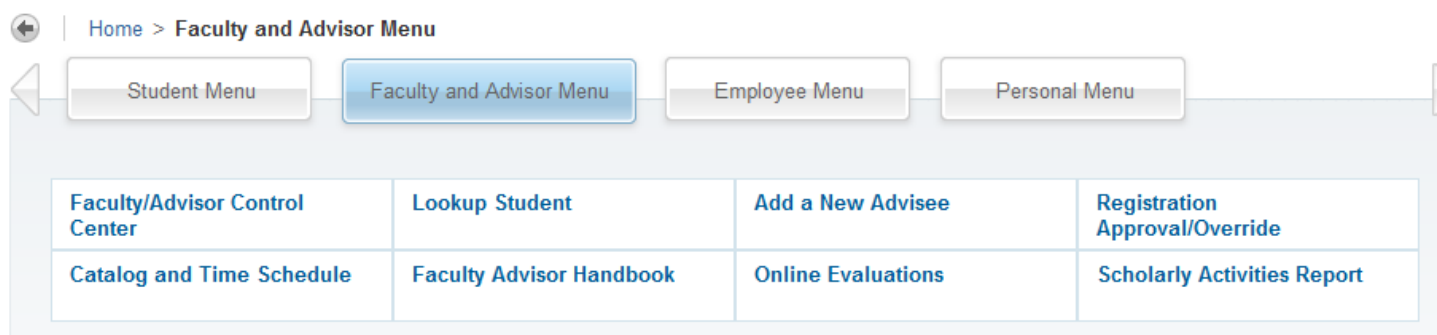 Home > Faculty and Advisor Menu
Student Menu
Faculty and Advisor Menu
Employee Menu
Personal Menu
Faculty/Advisor Control
Center
Lookup Student
Add a New Advisee
Registration
Approval/Override
Catalog and Time Schedule
Faculty Advisor Handbook
Online Evaluations
Scholarly Activities Report